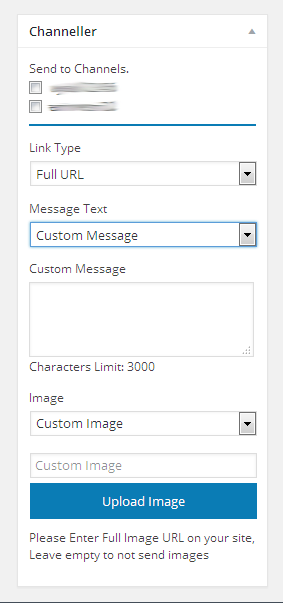 Channeller
Send to Channels.
Link Type
Full URL
Message Text
Custom Message
Custom Message
Characters Limit: 3000
Image
Custom Image
Custom Image
Upload Image
Please Enter Full Image URL on your site,
Leave empty to not send images